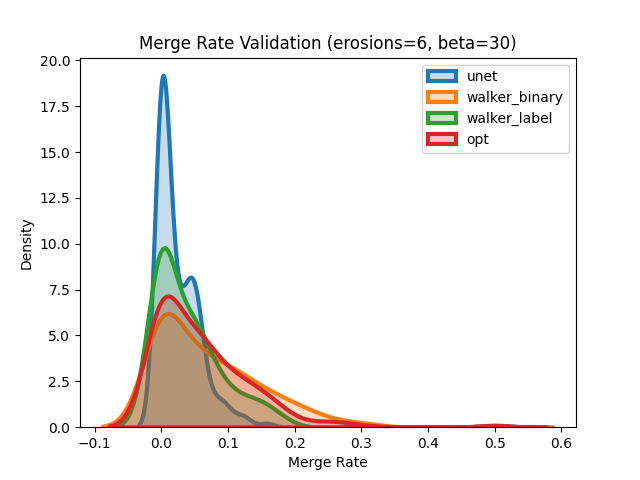 Merge Rate Validation (erosions=6, beta=30)
20.0
17.5
15.0
12.5
10.0
7.5
5.0
2.5
0.0
Density
unet
walker_binary
walker_label
opt
−0.1 0.0 0.1 0.2 0.3 0.4 0.5 0.6
Merge Rate